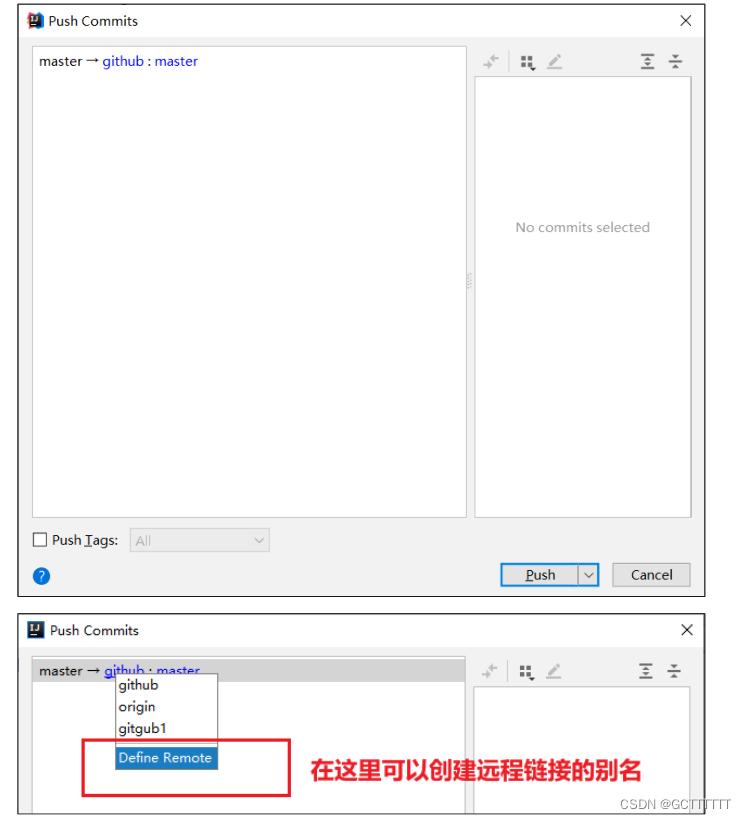 Push Commits
master → github : master
No commits selected
Push Tags: All
? Push Cancel
Push Commits
master → github : master
github
origin
gitgub1
Define Remote
在这里可以创建远程链接的别名
CSDN @GCTTTTTT